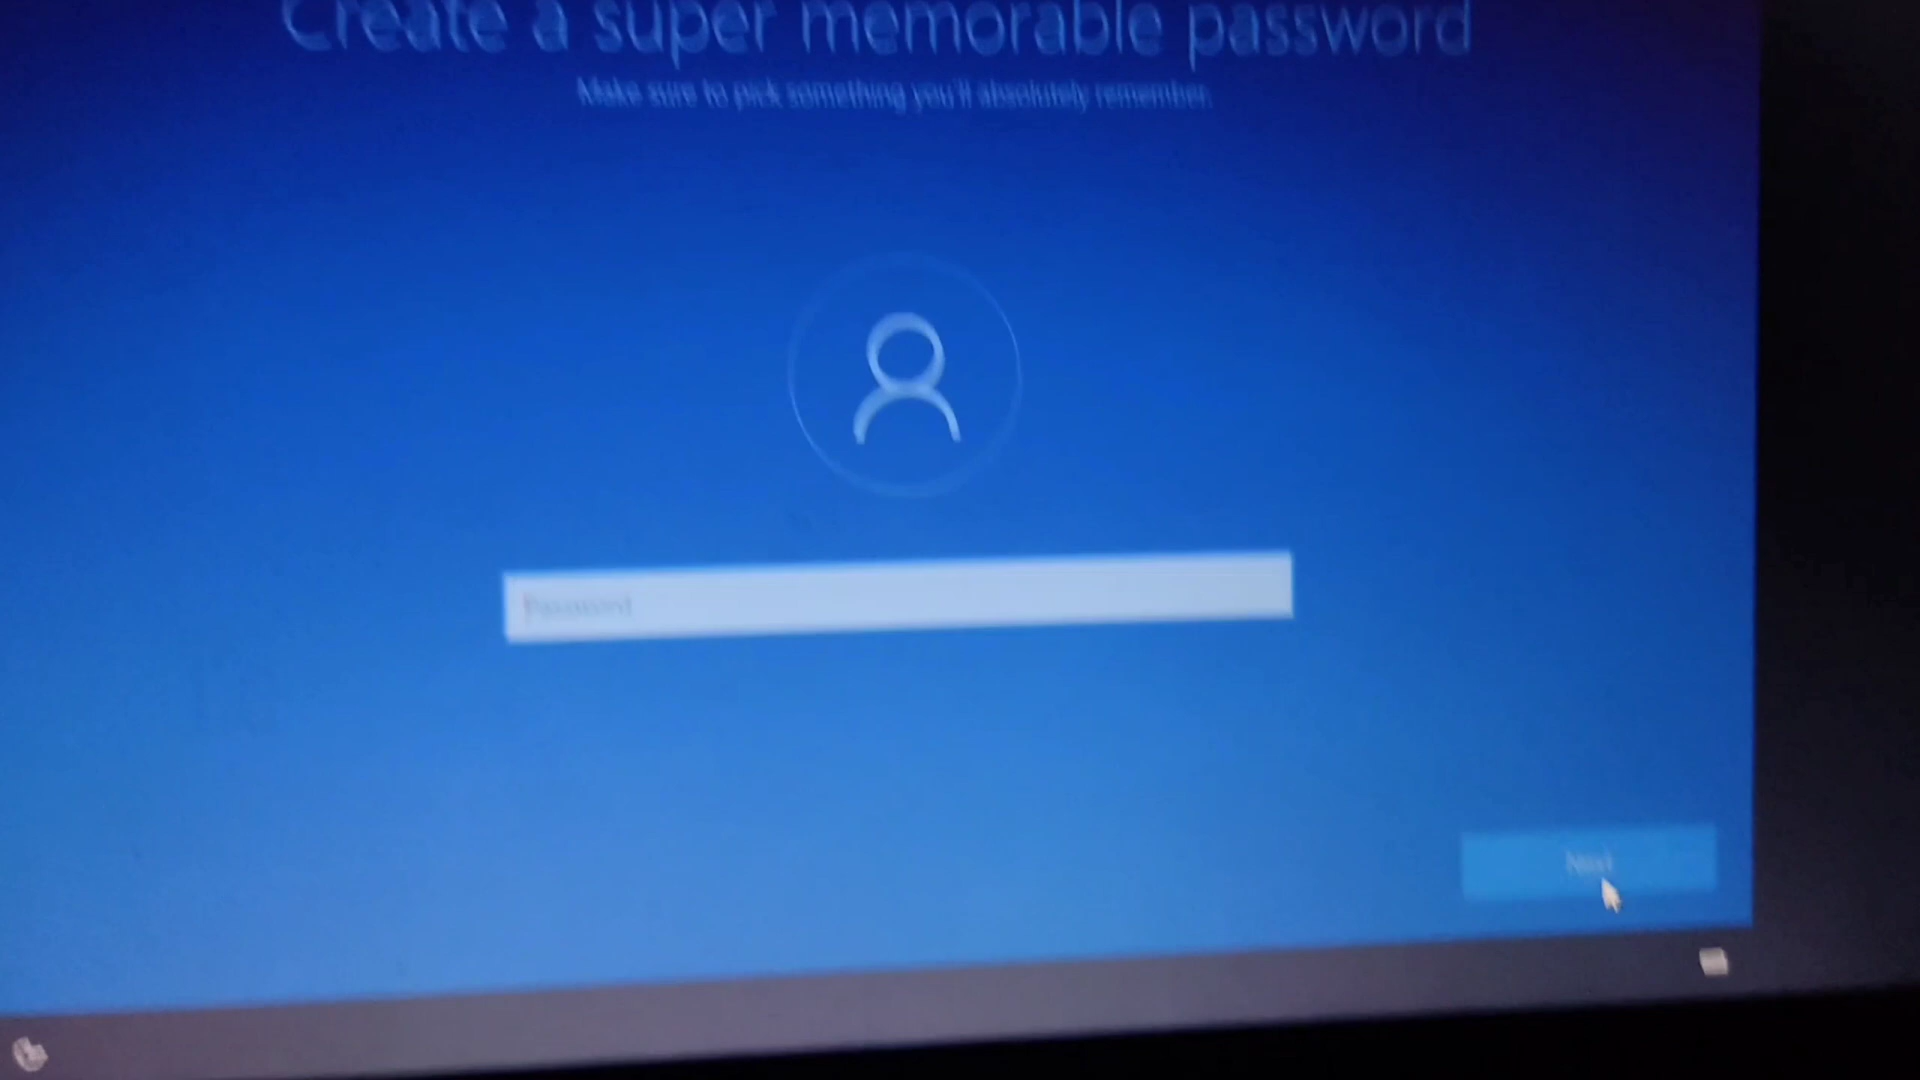 Create a super memorable password
Make sure to pick something you'll absolutely remember.
Password
Next